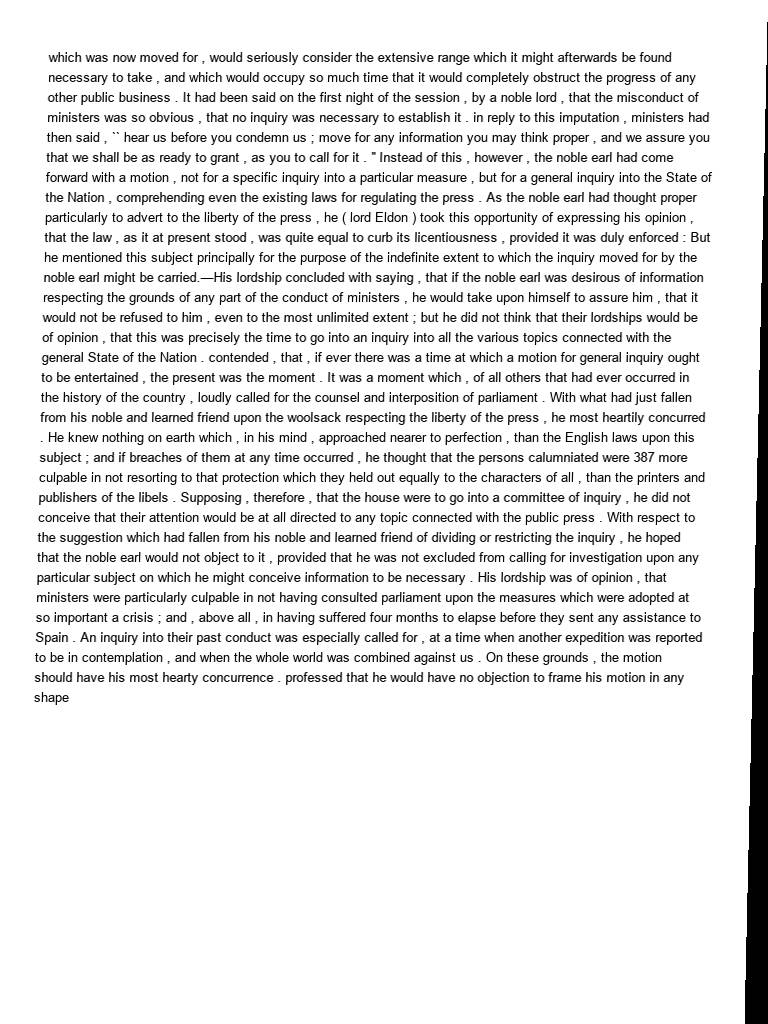 which was now moved for , would seriously consider the extensive range which it might afterwards be found
necessary to take , and which would occupy so much time that it would completely obstruct the progress of any
other public business . It had been said on the first night of the session , by a noble lord , that the misconduct of
ministers was so obvious , that no inquiry was necessary to establish it . in reply to this imputation , ministers had
then said , `` hear us before you condemn us ; move for any information you may think proper , and we assure you
that we shall be as ready to grant , as you to call for it . " Instead of this , however , the noble earl had come
forward with a motion , not for a specific inquiry into a particular measure , but for a general inquiry into the State of
the Nation , comprehending even the existing laws for regulating the press . As the noble earl had thought proper
particularly to advert to the liberty of the press , he ( lord Eldon ) took this opportunity of expressing his opinion ,
that the law , as it at present stood , was quite equal to curb its licentiousness , provided it was duly enforced : But
he mentioned this subject principally for the purpose of the indefinite extent to which the inquiry moved for by the
noble earl might be carried.—His lordship concluded with saying , that if the noble earl was desirous of information
respecting the grounds of any part of the conduct of ministers , he would take upon himself to assure him , that it
would not be refused to him , even to the most unlimited extent ; but he did not think that their lordships would be
of opinion , that this was precisely the time to go into an inquiry into all the various topics connected with the
general State of the Nation . contended , that , if ever there was a time at which a motion for general inquiry ought
to be entertained , the present was the moment . It was a moment which , of all others that had ever occurred in
the history of the country , loudly called for the counsel and interposition of parliament . With what had just fallen
from his noble and learned friend upon the woolsack respecting the liberty of the press , he most heartily concurred
. He knew nothing on earth which , in his mind , approached nearer to perfection , than the English laws upon this
subject ; and if breaches of them at any time occurred , he thought that the persons calumniated were 387 more
culpable in not resorting to that protection which they held out equally to the characters of all , than the printers and
publishers of the libels . Supposing , therefore , that the house were to go into a committee of inquiry , he did not
conceive that their attention would be at all directed to any topic connected with the public press . With respect to
the suggestion which had fallen from his noble and learned friend of dividing or restricting the inquiry , he hoped
that the noble earl would not object to it , provided that he was not excluded from calling for investigation upon any
particular subject on which he might conceive information to be necessary . His lordship was of opinion , that
ministers were particularly culpable in not having consulted parliament upon the measures which were adopted at
so important a crisis ; and , above all , in having suffered four months to elapse before they sent any assistance to
Spain . An inquiry into their past conduct was especially called for , at a time when another expedition was reported
to be in contemplation , and when the whole world was combined against us . On these grounds , the motion
should have his most hearty concurrence . professed that he would have no objection to frame his motion in any
shape